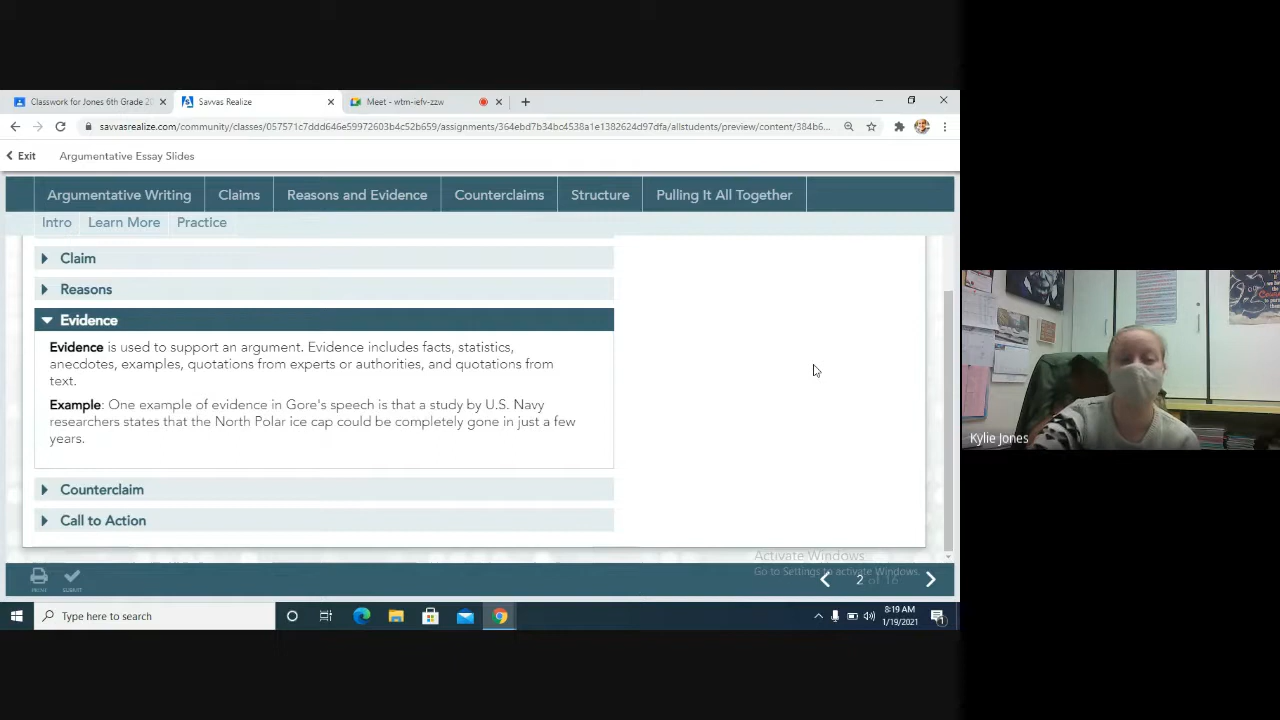 Classwork for Jones 6th Grade 20
Savvas Realize
Meet - wtm-iefv-zzw
savvasrealize.com/community/classes/057571c7ddd646e59972603b4c52b659/assignments/364ebd7b34bc4538a1e1382624d97dfa/allstudents/preview/content/384b6...
Exit
Argumentative Essay Slides
Argumentative Writing
Claims
Reasons and Evidence
Counterclaims
Structure
Pulling It All Together
Intro
Learn More
Practice
Claim
Reasons
Evidence
Evidence is used to support an argument. Evidence includes facts, statistics,
anecdotes, examples, quotations from experts or authorities, and quotations from
text.
Example: One example of evidence in Gore's speech is that a study by U.S. Navy
researchers states that the North Polar ice cap could be completely gone in just a few
years.
Counterclaim
Call to Action
Activate Windows
Go to Settings to activate Windows.
PRINT
SUBMIT
2 of 16
Type here to search
8:19 AM
1/19/2021
Kylie Jones